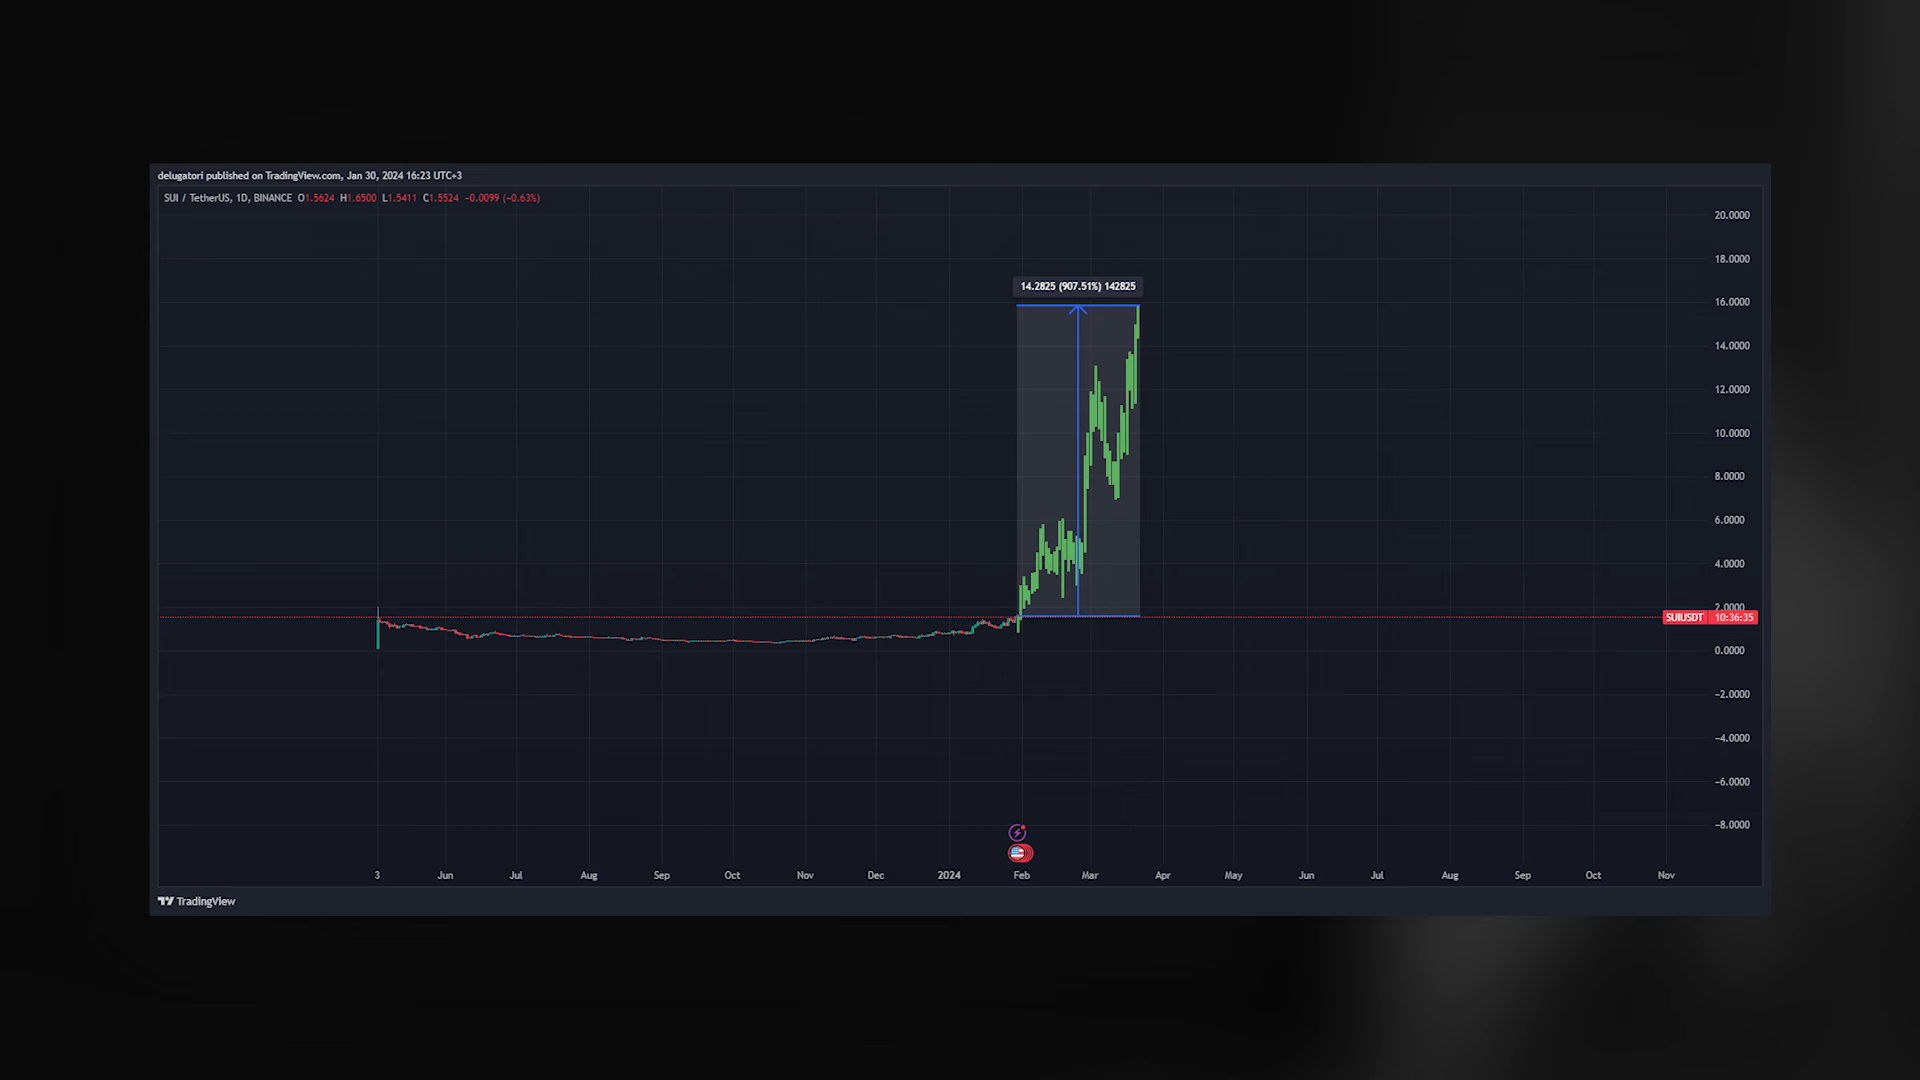 delugatori published on TradingView.com, Jan 30, 2024 16:23 UTC+3
SUI / TetherUS, 1D, BINANCE O1.5624 H1.6500 L1.5411 C1.5524 −0.0099 (−0.63%)
20.0000
18.0000
14.2825 (907.51%) 142825
16.0000
14.0000
12.0000
10.0000
8.0000
6.0000
4.0000
2.0000
SUIUSDT 10:36:35
0.0000
−2.0000
−4.0000
−6.0000
−8.0000
3 Jun Jul Aug Sep Oct Nov Dec 2024 Feb Mar Apr May Jun Jul Aug Sep Oct Nov
TradingView